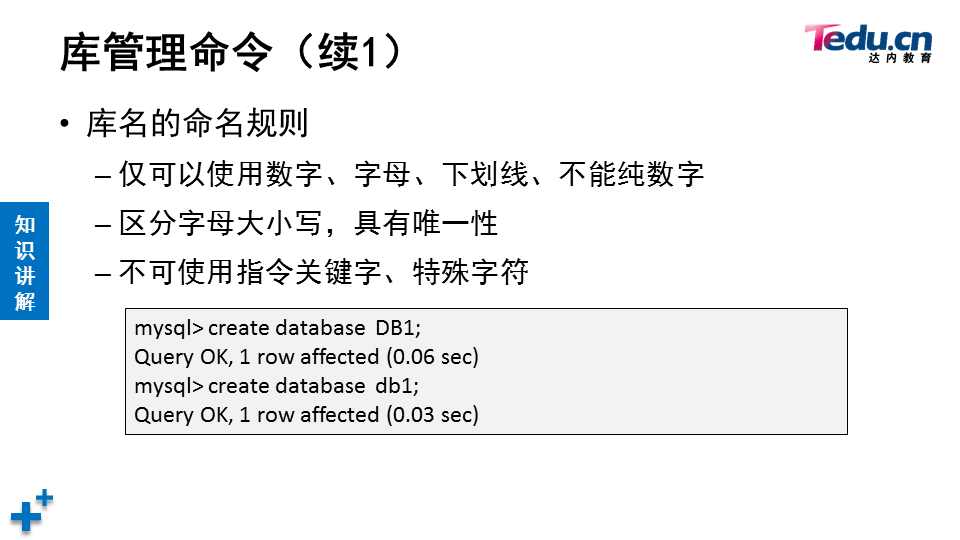 库管理命令（续1）
Tedu.cn
达内教育
• 库名的命名规则
– 仅可以使用数字、字母、下划线、不能纯数字
– 区分字母大小写，具有唯一性
– 不可使用指令关键字、特殊字符
知
识
讲
解
mysql> create database DB1;
Query OK, 1 row affected (0.06 sec)
mysql> create database db1;
Query OK, 1 row affected (0.03 sec)